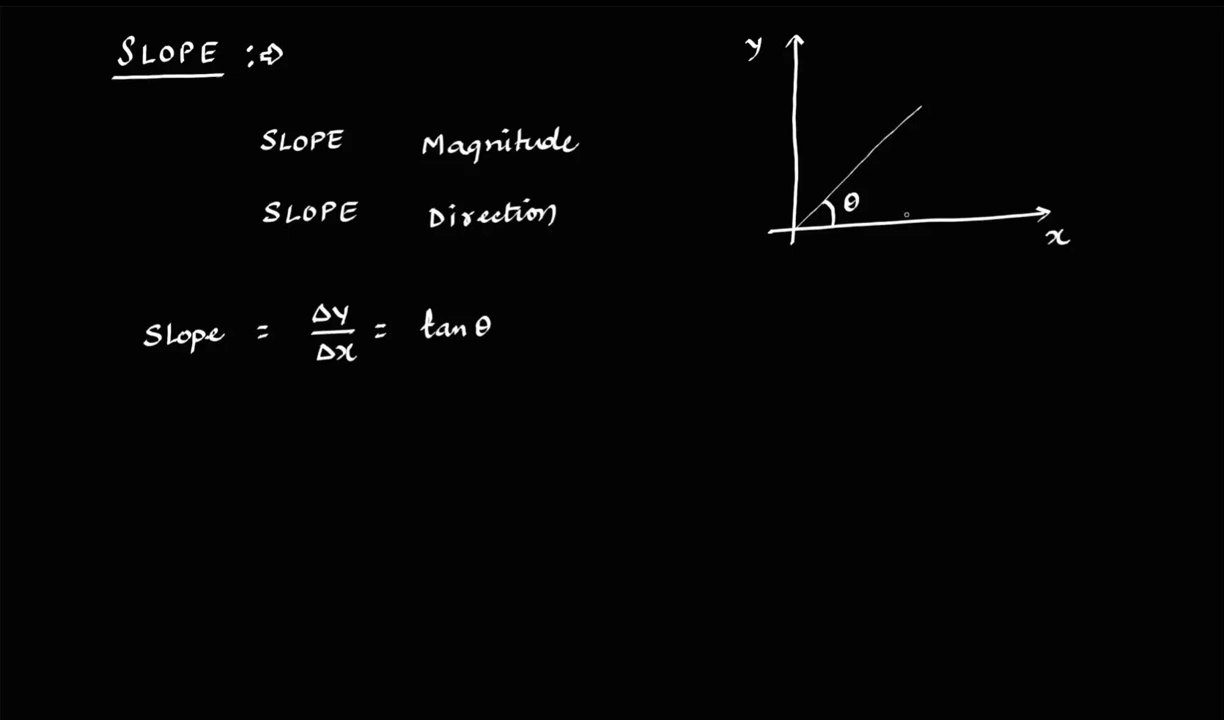 SLOPE :⇒
SLOPE Magnitude
SLOPE Direction
Slope = Δy/Δx = tan θ
y
θ
x